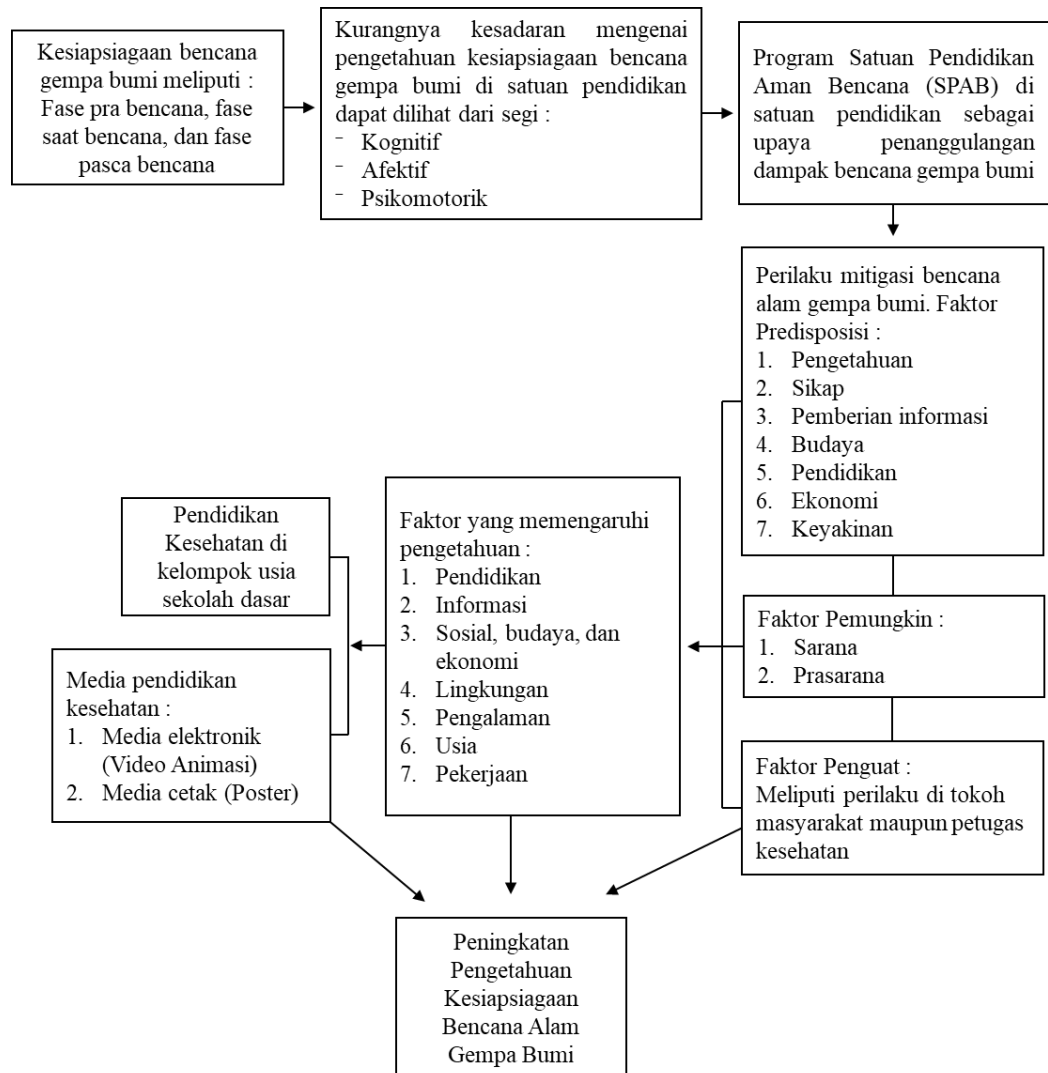 Kesiapsiagaan bencana
gempa bumi meliputi :
Fase pra bencana, fase
saat bencana, dan fase
pasca bencana
Kurangnya kesadaran mengenai
pengetahuan kesiapsiagaan bencana
gempa bumi di satuan pendidikan
dapat dilihat dari segi :
- Kognitif
- Afektif
- Psikomotorik
Program Satuan Pendidikan
Aman Bencana (SPAB) di
satuan pendidikan sebagai
upaya penanggulangan
dampak bencana gempa bumi
Perilaku mitigasi bencana
alam gempa bumi. Faktor
Predisposisi :
1. Pengetahuan
2. Sikap
3. Pemberian informasi
4. Budaya
5. Pendidikan
6. Ekonomi
7. Keyakinan
Faktor Pemungkin :
1. Sarana
2. Prasarana
Faktor Penguat :
Meliputi perilaku di tokoh
masyarakat maupun petugas
kesehatan
Faktor yang memengaruhi
pengetahuan :
1. Pendidikan
2. Informasi
3. Sosial, budaya, dan
ekonomi
4. Lingkungan
5. Pengalaman
6. Usia
7. Pekerjaan
Pendidikan
Kesehatan di
kelompok usia
sekolah dasar
Media pendidikan
kesehatan :
1. Media elektronik
(Video Animasi)
2. Media cetak (Poster)
Peningkatan
Pengetahuan
Kesiapsiagaan
Bencana Alam
Gempa Bumi